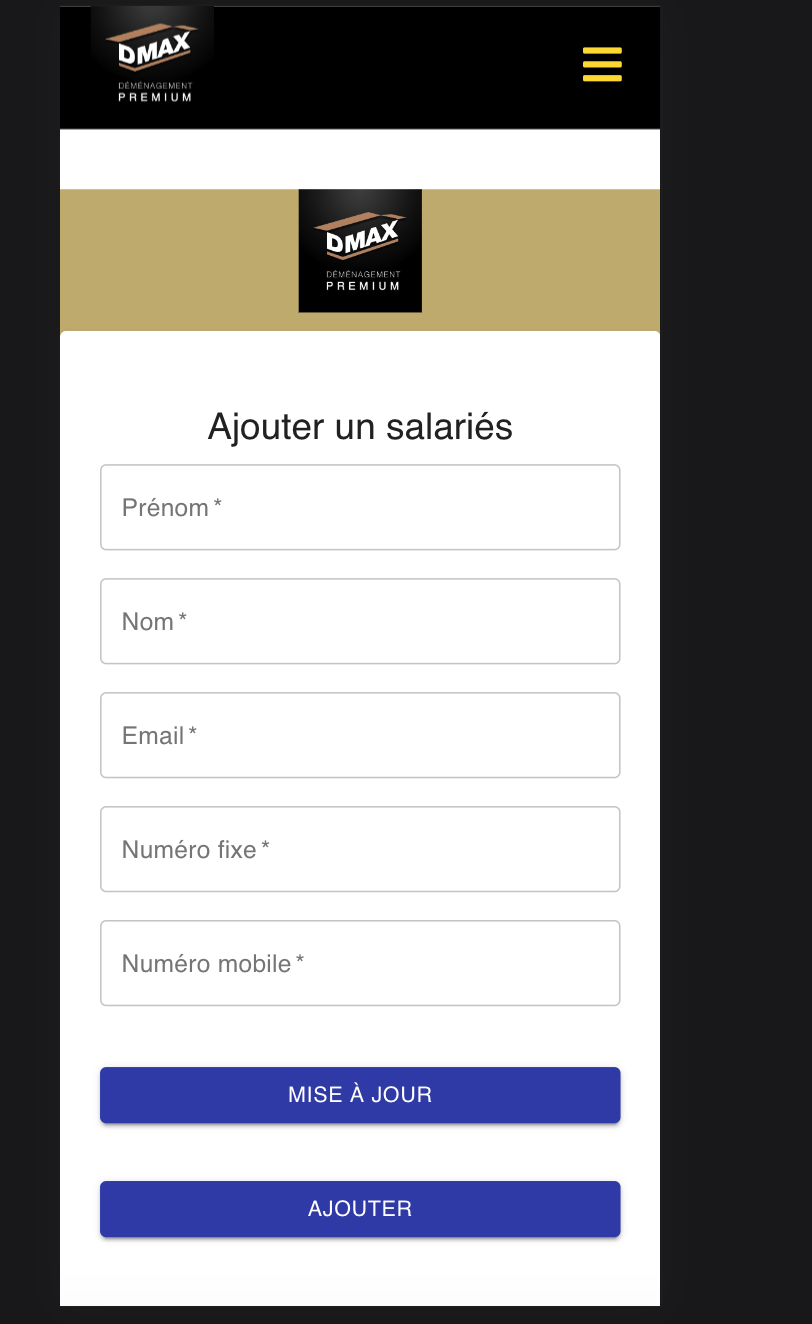 DMAX
DÉMÉNAGEMENT
PREMIUM
DMAX
DÉMÉNAGEMENT
PREMIUM
Ajouter un salariés
Prénom *
Nom *
Email *
Numéro fixe *
Numéro mobile *
MISE À JOUR
AJOUTER